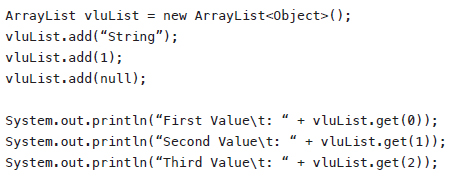 ArrayList vluList = new ArrayList<Object>();
vluList.add(“String”);
vluList.add(1);
vluList.add(null);

System.out.println(“First Value\t: “ + vluList.get(0));
System.out.println(“Second Value\t: “ + vluList.get(1));
System.out.println(“Third Value\t: “ + vluList.get(2));